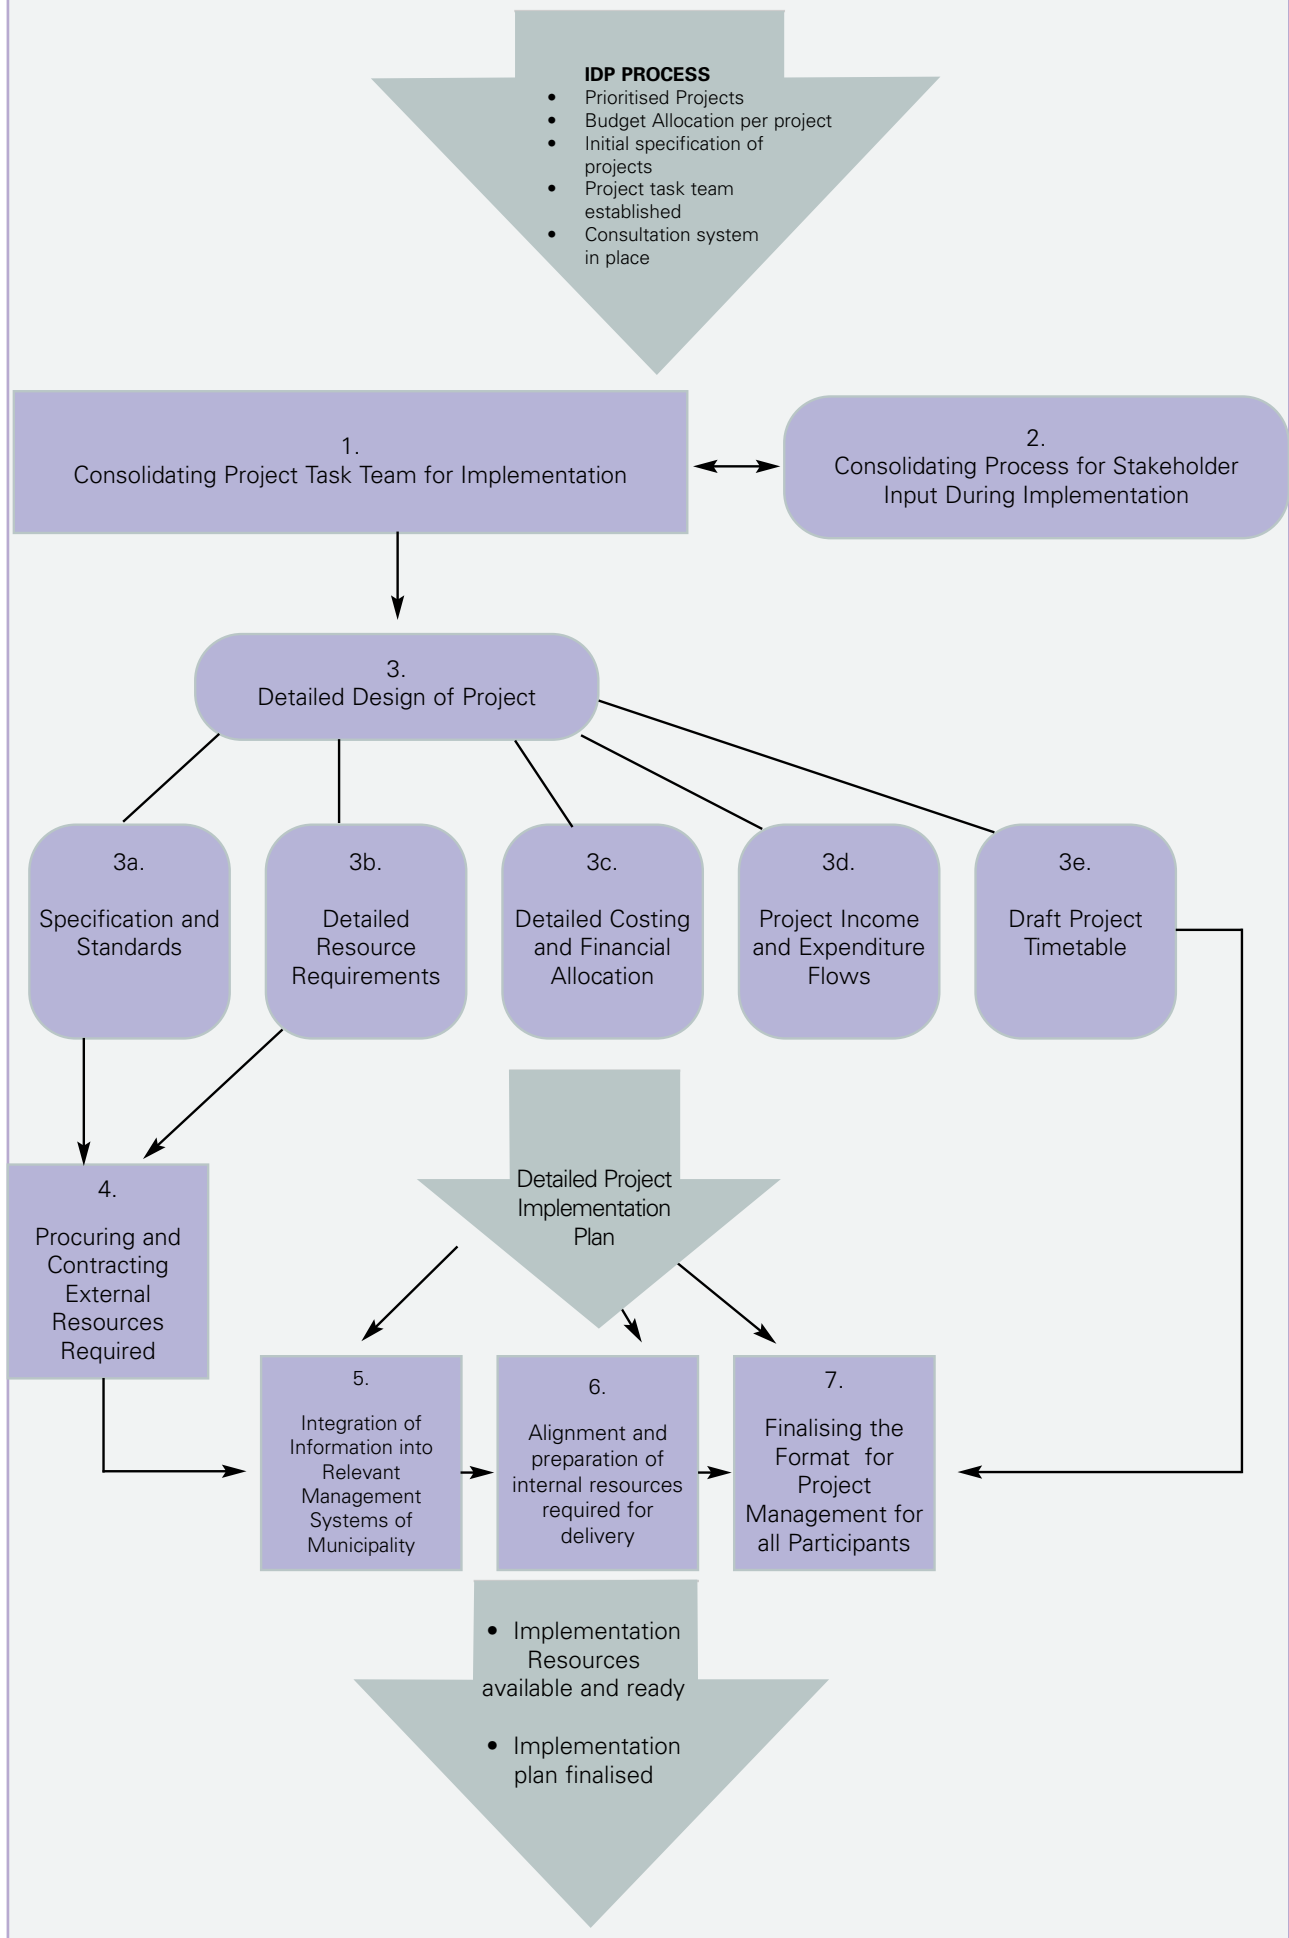 IDP PROCESS
• Prioritised Projects
• Budget Allocation per project
• Initial specification of
projects
• Project task team
established
• Consultation system
in place
1.
Consolidating Project Task Team for Implementation
2.
Consolidating Process for Stakeholder
Input During Implementation
3.
Detailed Design of Project
3a.
Specification and
Standards
3b.
Detailed
Resource
Requirements
3c.
Detailed Costing
and Financial
Allocation
3d.
Project Income
and Expenditure
Flows
3e.
Draft Project
Timetable
4.
Procuring and
Contracting
External
Resources
Required
Detailed Project
Implementation
Plan
5.
Integration of
Information into
Relevant
Management
Systems of
Municipality
6.
Alignment and
preparation of
internal resources
required for
delivery
7.
Finalising the
Format for
Project
Management for
all Participants
• Implementation
Resources
available and ready
• Implementation
plan finalised